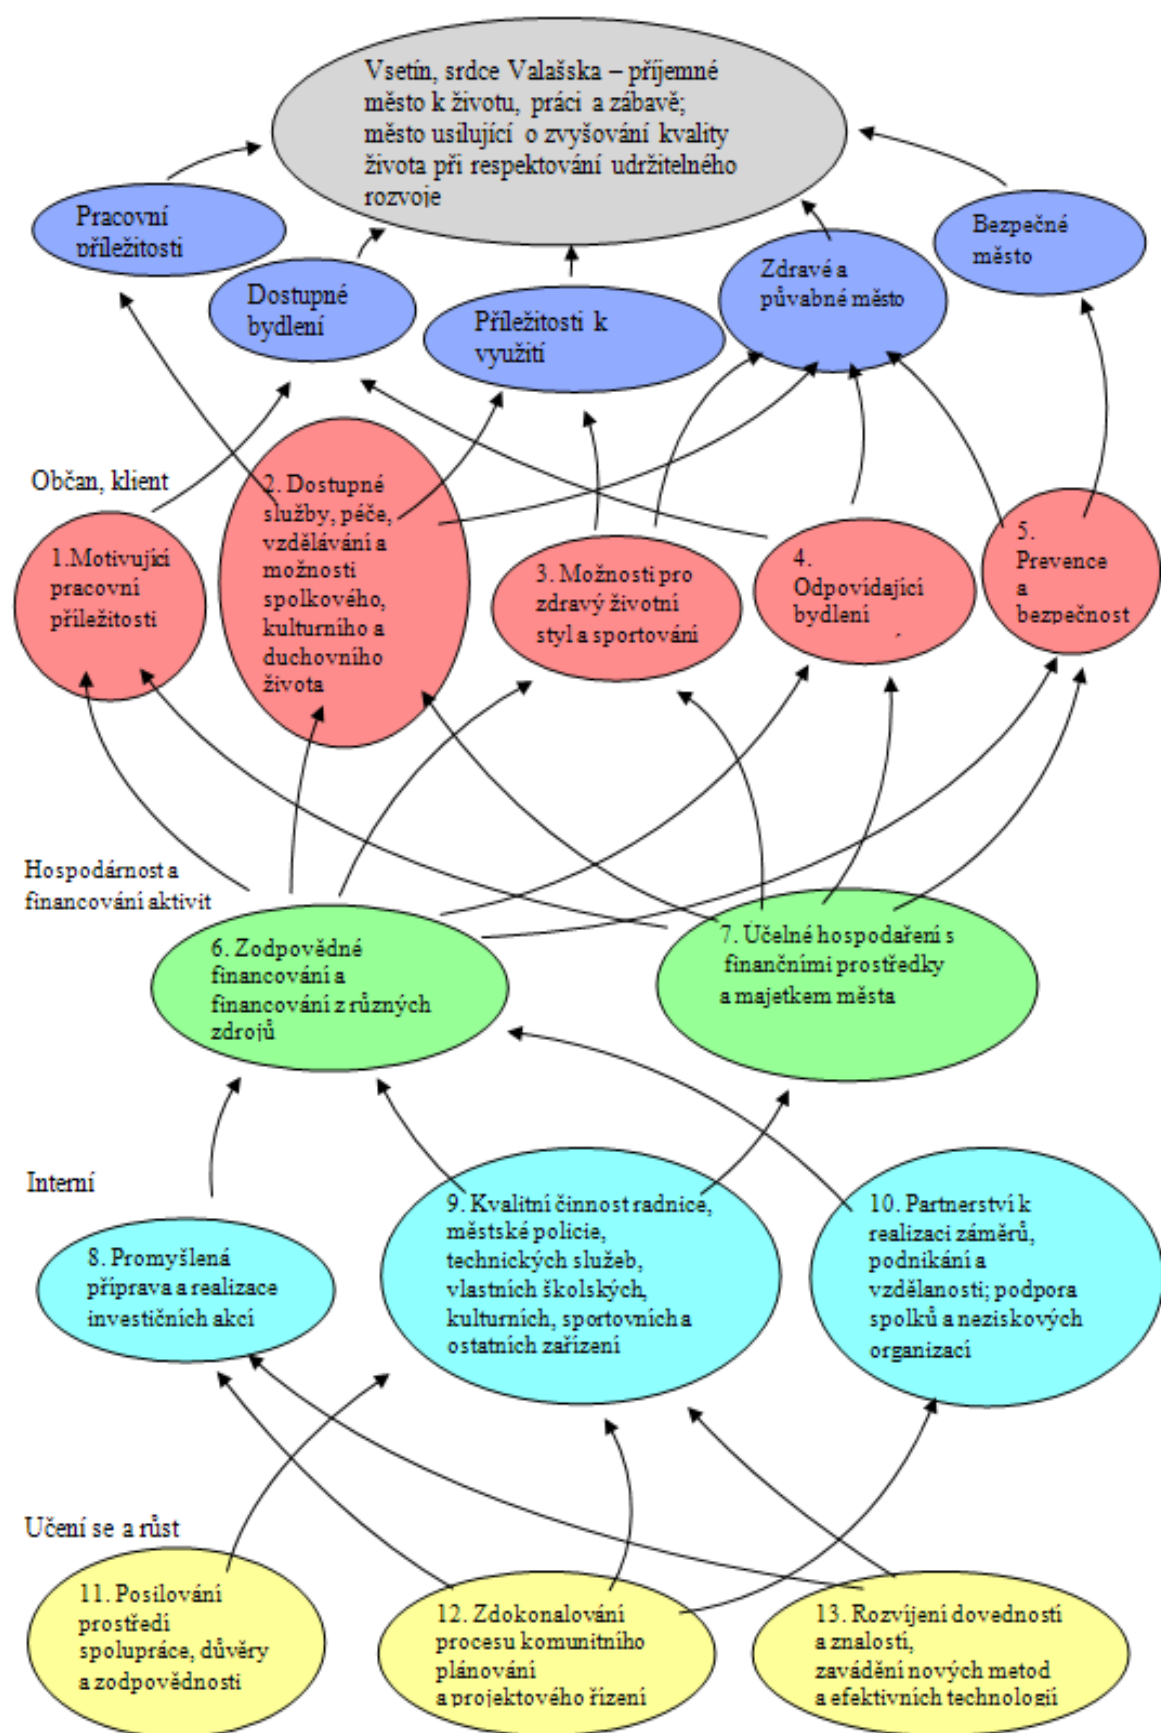 Vsetín, srdce Valašska – příjemné
město k životu, práci a zábavě;
město usilující o zvyšování kvality
života při respektování udržitelného
rozvoje
Pracovní
příležitosti
Bezpečné
město
Zdravé a
půvabné město
Dostupné
bydlení
Příležitosti k
využití
Občan, klient
1.Motivující
pracovní
příležitosti
2. Dostupné
služby, péče,
vzdělávání a
možnosti
spolkového,
kulturního a
duchovního
života
3. Možnosti pro
zdravý životní
styl a sportování
4.
Odpovídající
bydlení
5.
Prevence
a
bezpečnost
Hospodárnost a
financování aktivit
6. Zodpovědné
financování a
financování z různých
zdrojů
7. Účelné hospodaření s
finančními prostředky
a majetkem města
Interní
8. Promyšlená
příprava a realizace
investičních akcí
9. Kvalitní činnost radnice,
městské policie,
technických služeb,
vlastních školských,
kulturních, sportovních a
ostatních zařízení
10. Partnerství k
realizaci záměrů,
podnikání a
vzdělanosti; podpora
spolků a neziskových
organizací
Učení se a růst
11. Posilování
prostředí
spolupráce, důvěry
a zodpovědnosti
12. Zdokonalování
procesu komunitního
plánování
a projektového řízení
13. Rozvíjení dovedností
a znalostí,
zavádění nových metod
a efektivních technologií